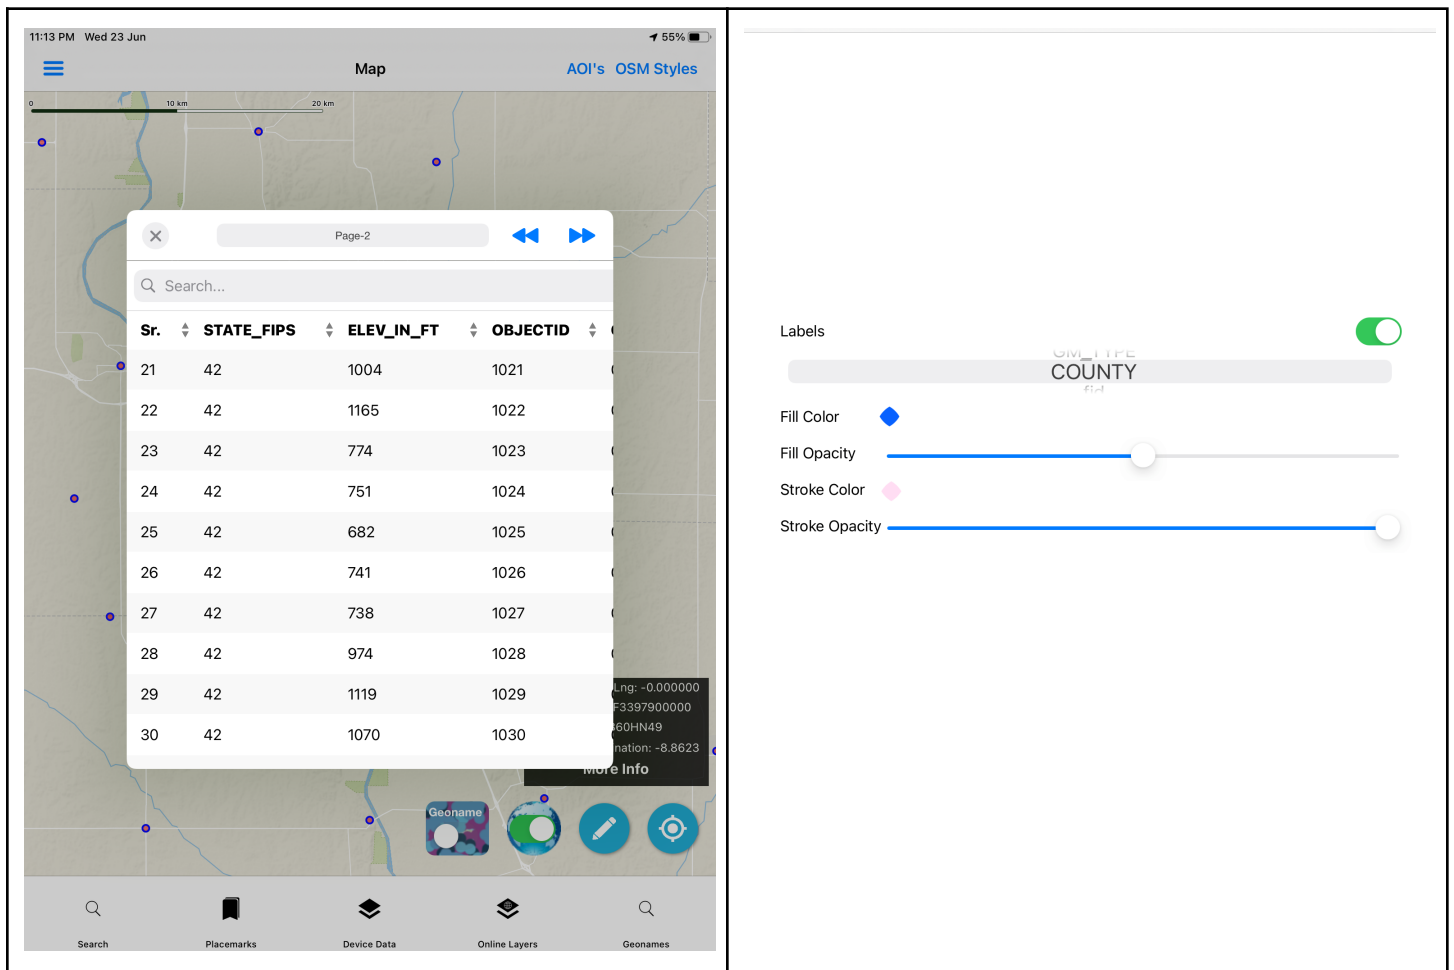 11:13 PM Wed 23 Jun 55%
Map AOI's OSM Styles
0 10 km 20 km
Page-2
Search...
Sr. STATE_FIPS ELEV_IN_FT OBJECTID
21 42 1004 1021
22 42 1165 1022
23 42 774 1023
24 42 751 1024
25 42 682 1025
26 42 741 1026
27 42 738 1027
28 42 974 1028
29 42 1119 1029
30 42 1070 1030
Lng: -0.000000
F3397900000
60HN49
nation: -8.8623
More Info
Geoname
Search Placemarks Device Data Online Layers Geonames
Labels
GM_TYPE
COUNTY
fid
Fill Color
Fill Opacity
Stroke Color
Stroke Opacity